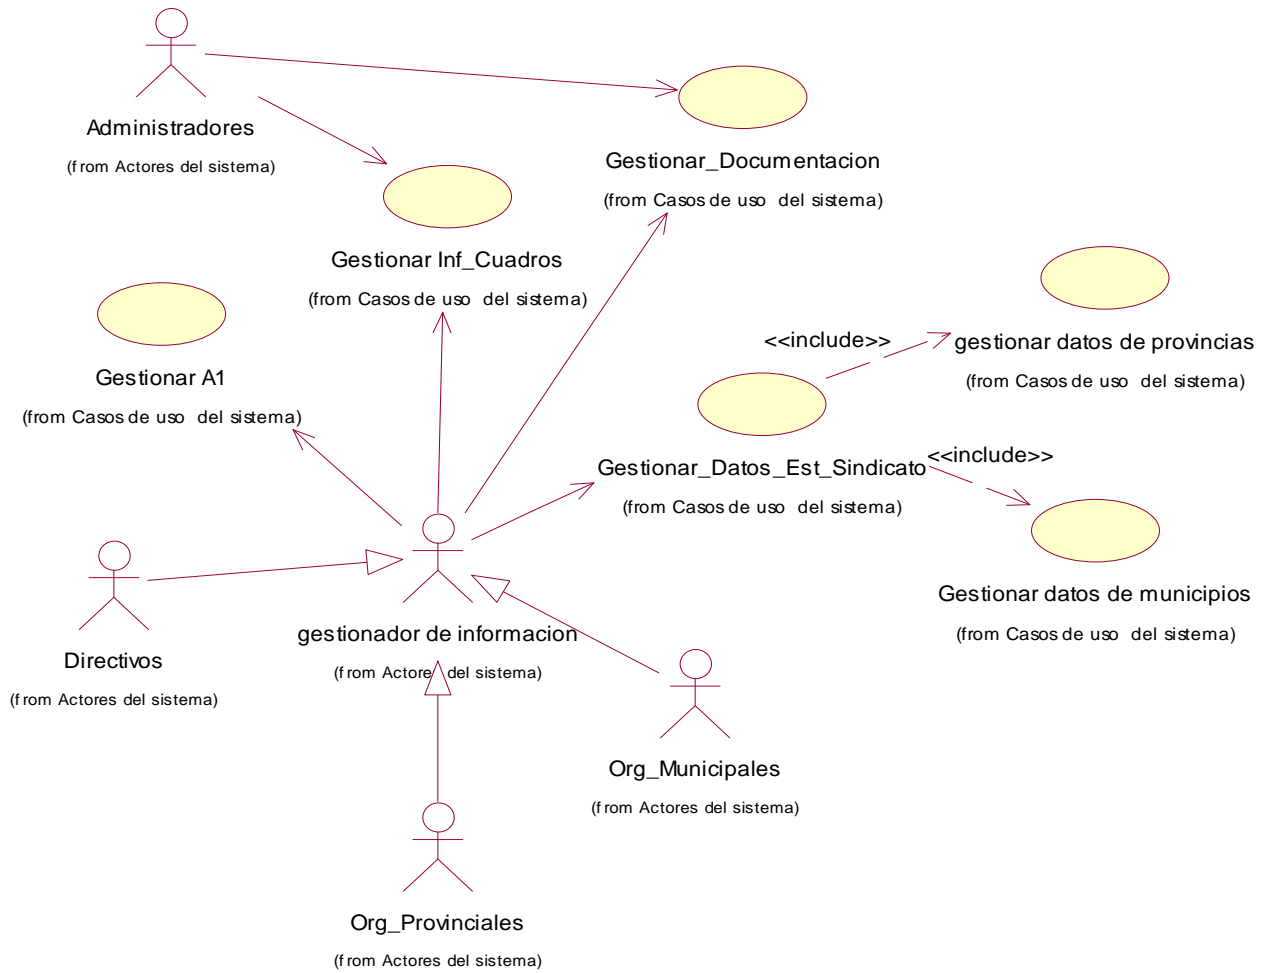 Administradores
(from Actores del sistema)
Gestionar_Documentacion
(from Casos de uso del sistema)
Gestionar Inf_Cuadros
(from Casos de uso del sistema)
Gestionar A1
(from Casos de uso del sistema)
<<include>>
gestionar datos de provincias
(from Casos de uso del sistema)
Gestionar_Datos_Est_Sindicato
(from Casos de uso del sistema)
<<include>>
Gestionar datos de municipios
(from Casos de uso del sistema)
gestionador de informacion
(from Actores del sistema)
Directivos
(from Actores del sistema)
Org_Municipales
(from Actores del sistema)
Org_Provinciales
(from Actores del sistema)